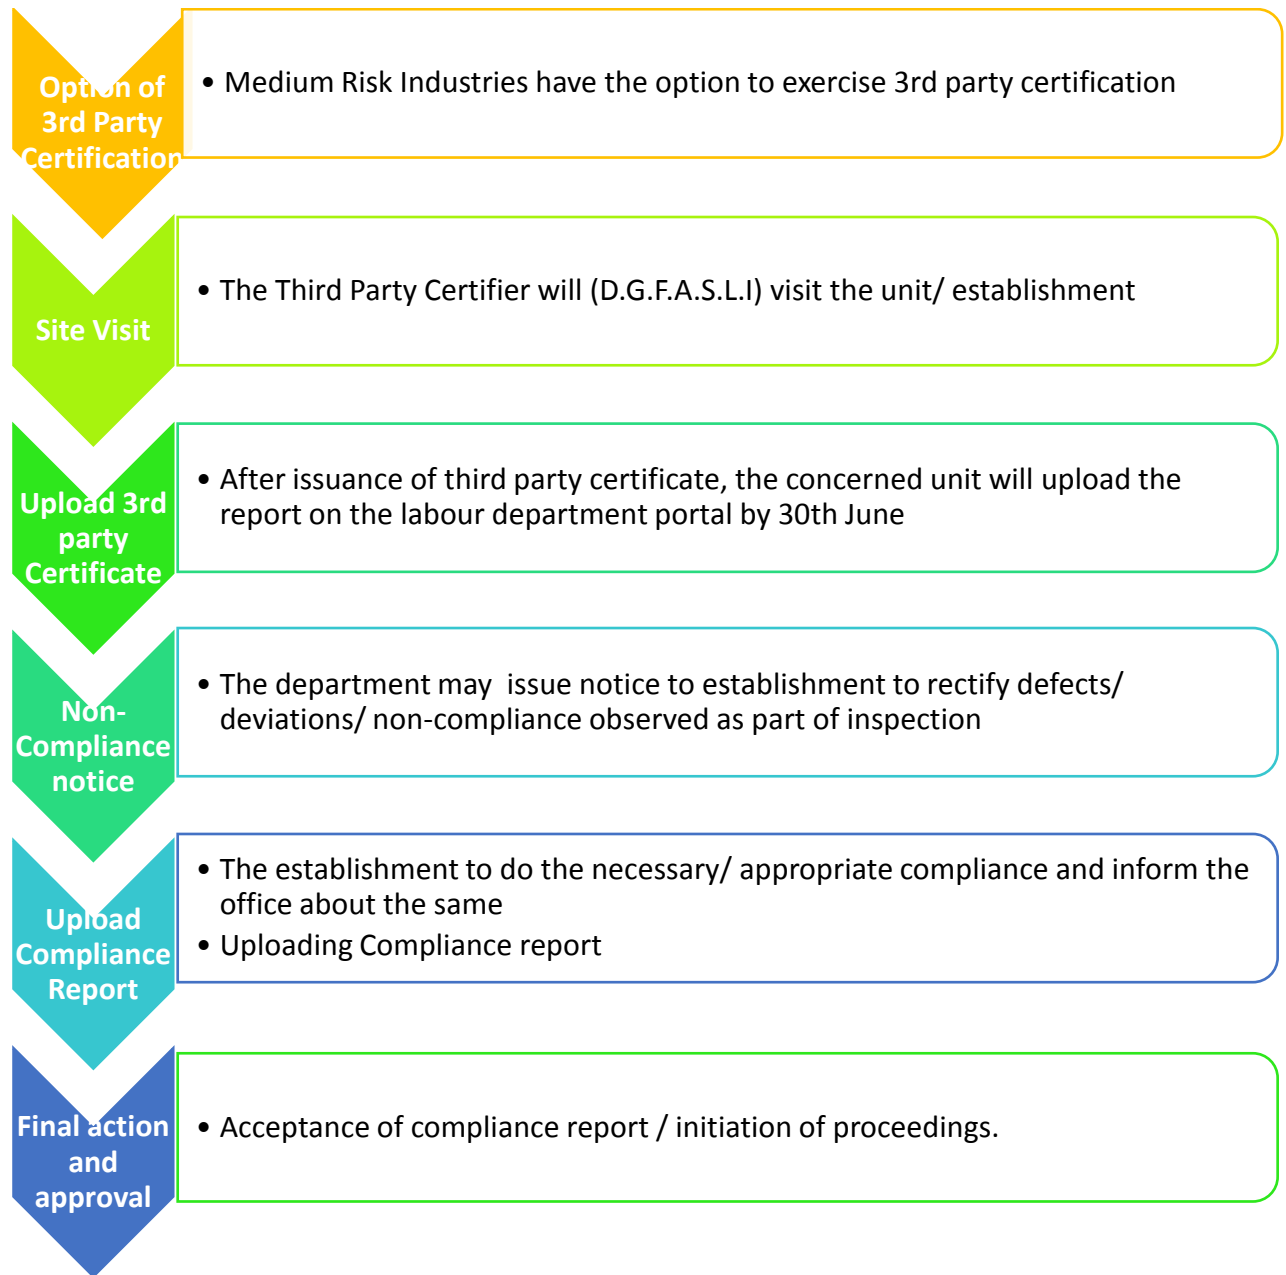 Option of
3rd Party
Certification
• Medium Risk Industries have the option to exercise 3rd party certification
Site Visit
• The Third Party Certifier will (D.G.F.A.S.L.I) visit the unit/ establishment
Upload 3rd
party
Certificate
• After issuance of third party certificate, the concerned unit will upload the
report on the labour department portal by 30th June
Non-
Compliance
notice
• The department may  issue notice to establishment to rectify defects/
deviations/ non-compliance observed as part of inspection
Upload
Compliance
Report
• The establishment to do the necessary/ appropriate compliance and inform the
office about the same
• Uploading Compliance report
Final action
and
approval
• Acceptance of compliance report / initiation of proceedings.